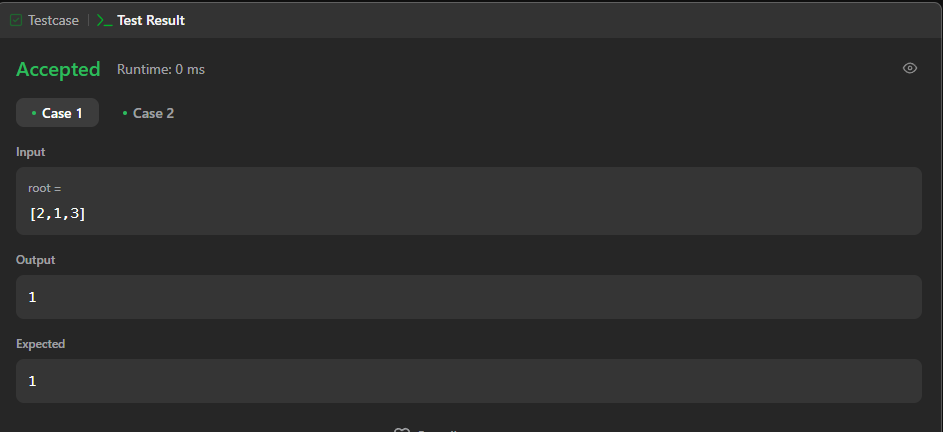 Testcase | Test Result
Accepted Runtime: 0 ms
Case 1 Case 2
Input
root =
[2,1,3]
Output
1
Expected
1